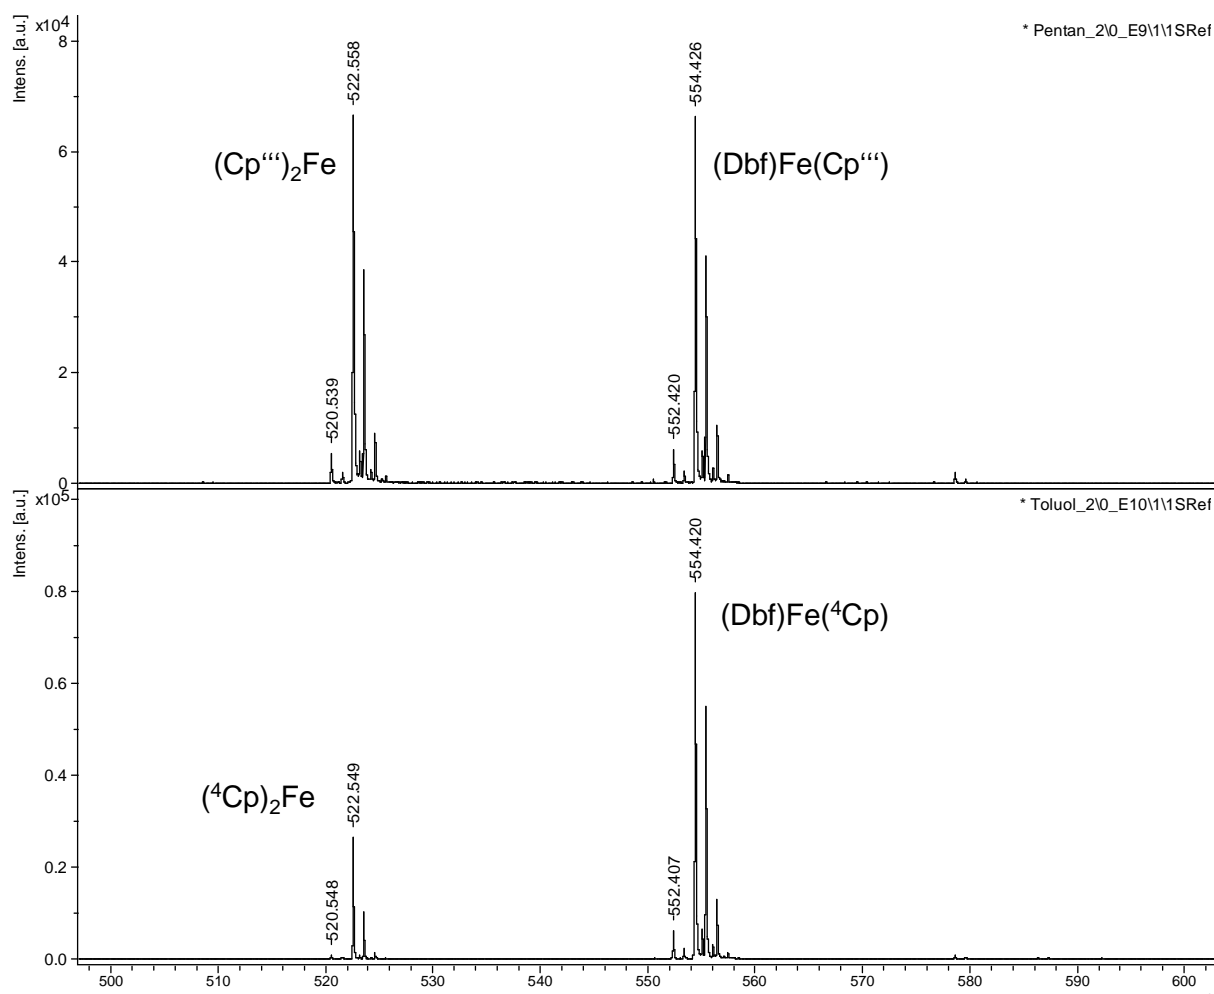 Intens. [a.u.]
x10⁴
* Pentan_2\0_E9\1\1SRef
8
6
4
2
0
522.558
554.426
(Cp‘‘‘)₂Fe
(Dbf)Fe(Cp‘‘‘)
520.539
552.420
Intens. [a.u.]
x10⁵
* Toluol_2\0_E10\1\1SRef
0.8
0.6
0.4
0.2
0.0
554.420
(Dbf)Fe(⁴Cp)
(⁴Cp)₂Fe
522.549
520.548
552.407
500 510 520 530 540 550 560 570 580 590 600